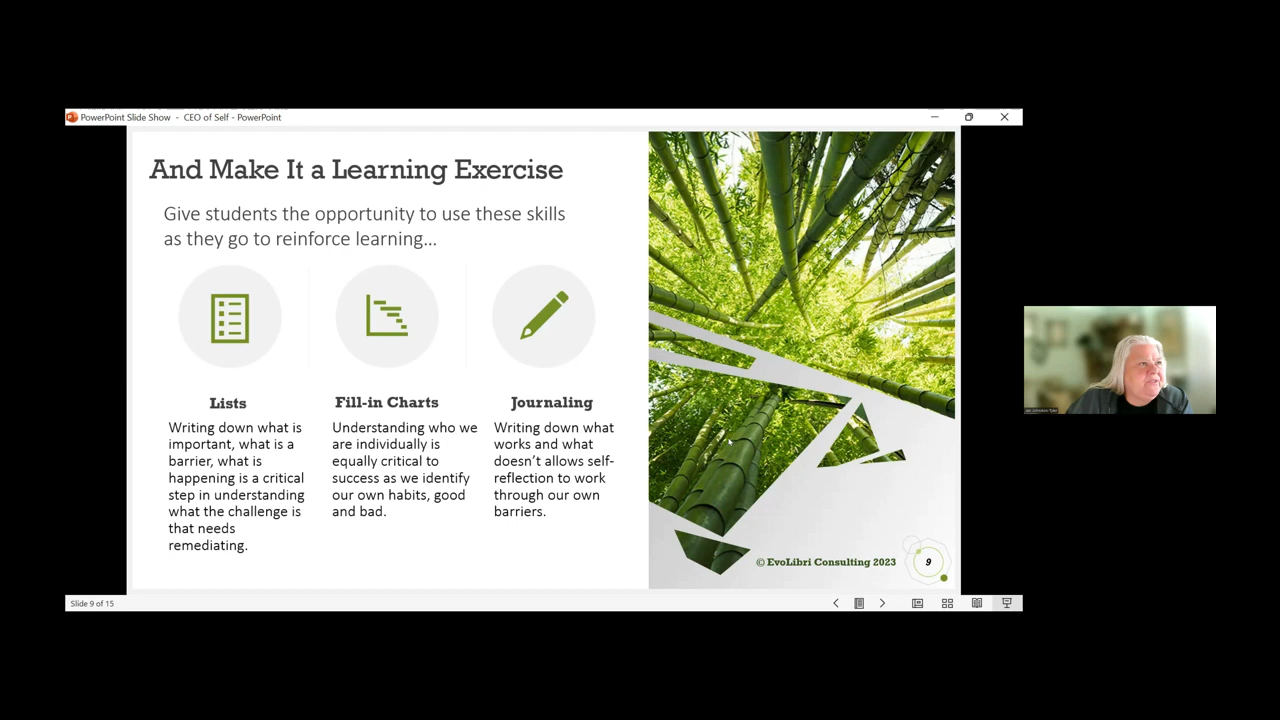 PowerPoint Slide Show - CEO of Self - PowerPoint
And Make It a Learning Exercise
Give students the opportunity to use these skills
as they go to reinforce learning...
Lists
Writing down what is
important, what is a
barrier, what is
happening is a critical
step in understanding
what the challenge is
that needs
remediating.
Fill-in Charts
Understanding who we
are individually is
equally critical to
success as we identify
our own habits, good
and bad.
Journaling
Writing down what
works and what
doesn’t allows self-
reflection to work
through our own
barriers.
© EvoLibri Consulting 2023
9
Slide 9 of 15